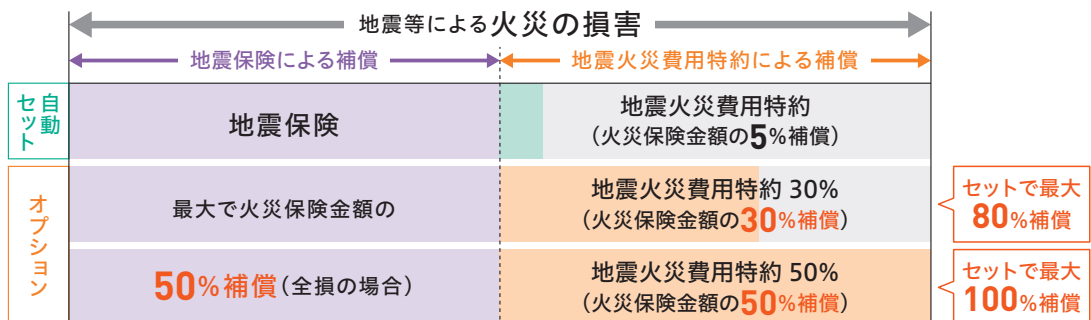 地震等による火災の損害
地震保険による補償
地震火災費用特約による補償
自動
セット
地震保険
地震火災費用特約
(火災保険金額の5%補償)
オプション
最大で火災保険金額の
地震火災費用特約 30%
(火災保険金額の30%補償)
セットで最大
80%補償
50%補償(全損の場合)
地震火災費用特約 50%
(火災保険金額の50%補償)
セットで最大
100%補償